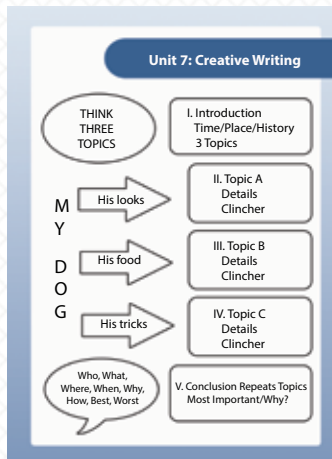 Unit 7: Creative Writing
THINK
THREE
TOPICS
I. Introduction
Time/Place/History
3 Topics
MY DOG
His looks
II. Topic A
Details
Clincher
His food
III. Topic B
Details
Clincher
His tricks
IV. Topic C
Details
Clincher
Who, What,
Where, When, Why,
How, Best, Worst
V. Conclusion Repeats Topics
Most Important/Why?